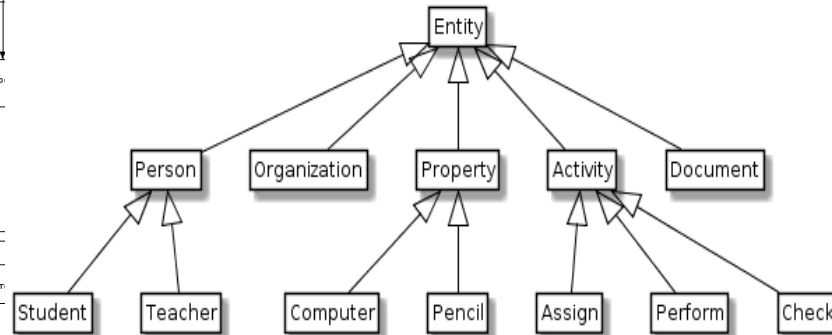 Entity
Person
Organization
Property
Activity
Document
Student
Teacher
Computer
Pencil
Assign
Perform
Check